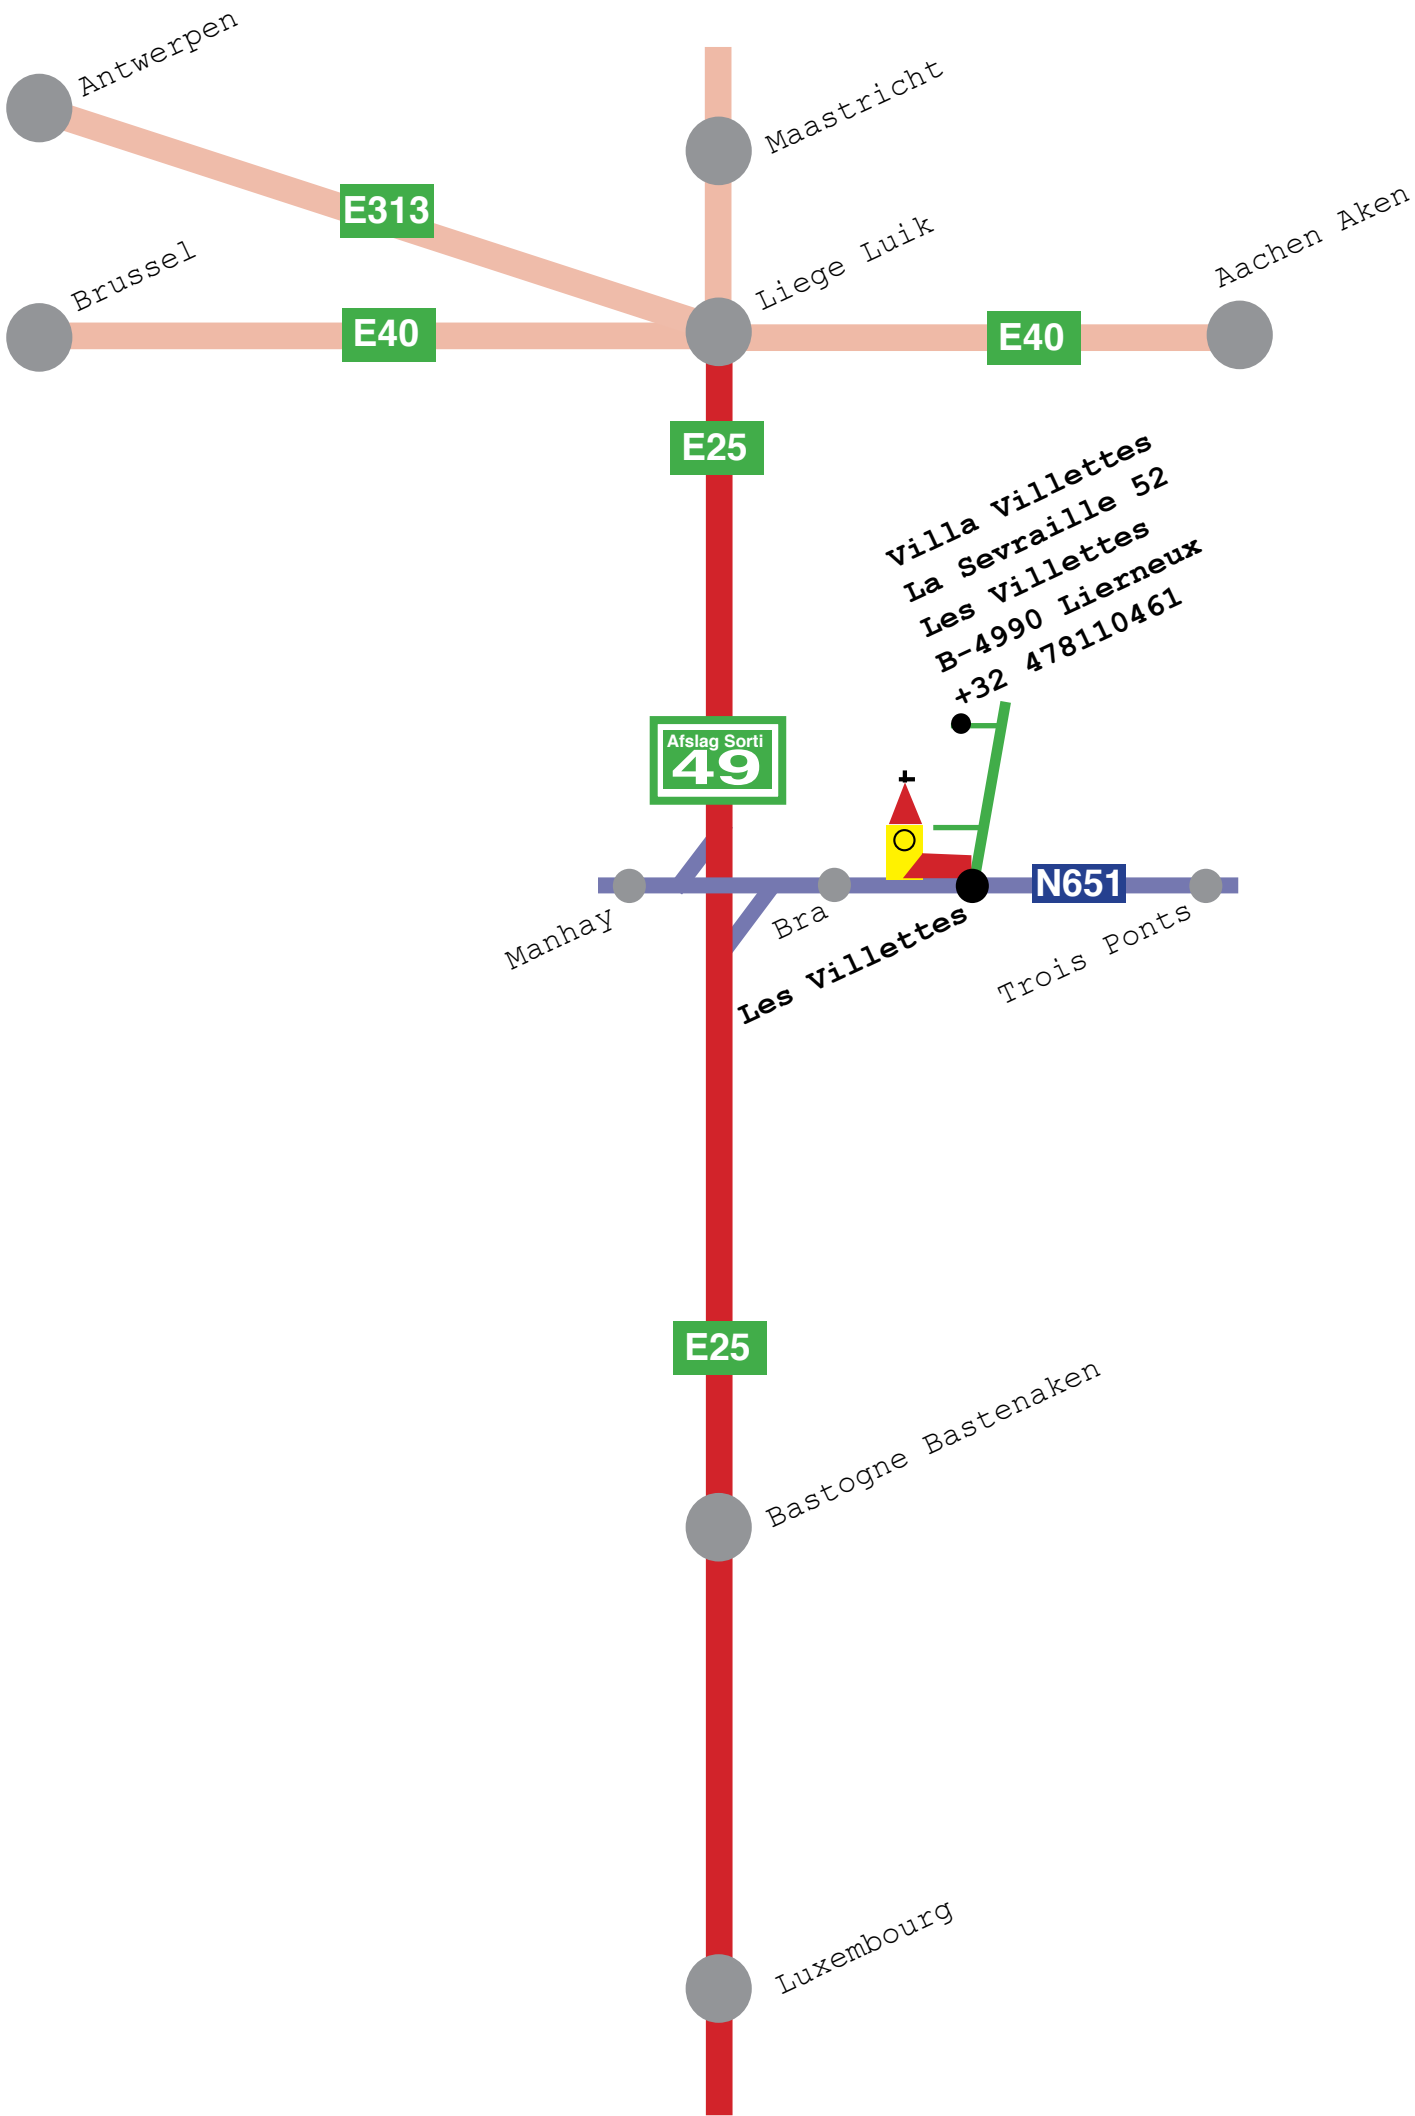 Antwerpen
Maastricht
E313
Aachen Aken
Brussel
Liege Luik
E40
E40
E25
Villa Villettes
La Sevraille 52
Les Villettes
B-4990 Lierneux
+32 478110461
Afslag Sorti
49
N651
Manhay
Bra
Les Villettes
Trois Ponts
E25
Bastogne Bastenaken
Luxembourg